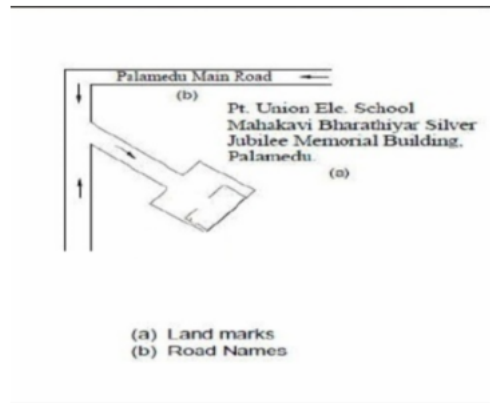 Palamedu Main Road
(b)
Pt. Union Ele. School
Mahakavi Bharathiyar Silver
Jubilee Memorial Building,
Palamedu.
(a)
(a) Land marks
(b) Road Names